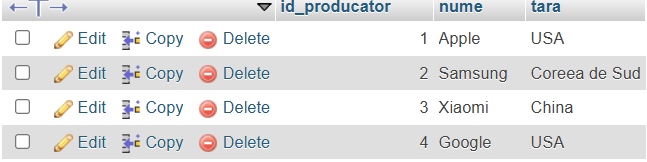 id_producator nume tara
Edit Copy Delete 1 Apple USA
Edit Copy Delete 2 Samsung Coreea de Sud
Edit Copy Delete 3 Xiaomi China
Edit Copy Delete 4 Google USA